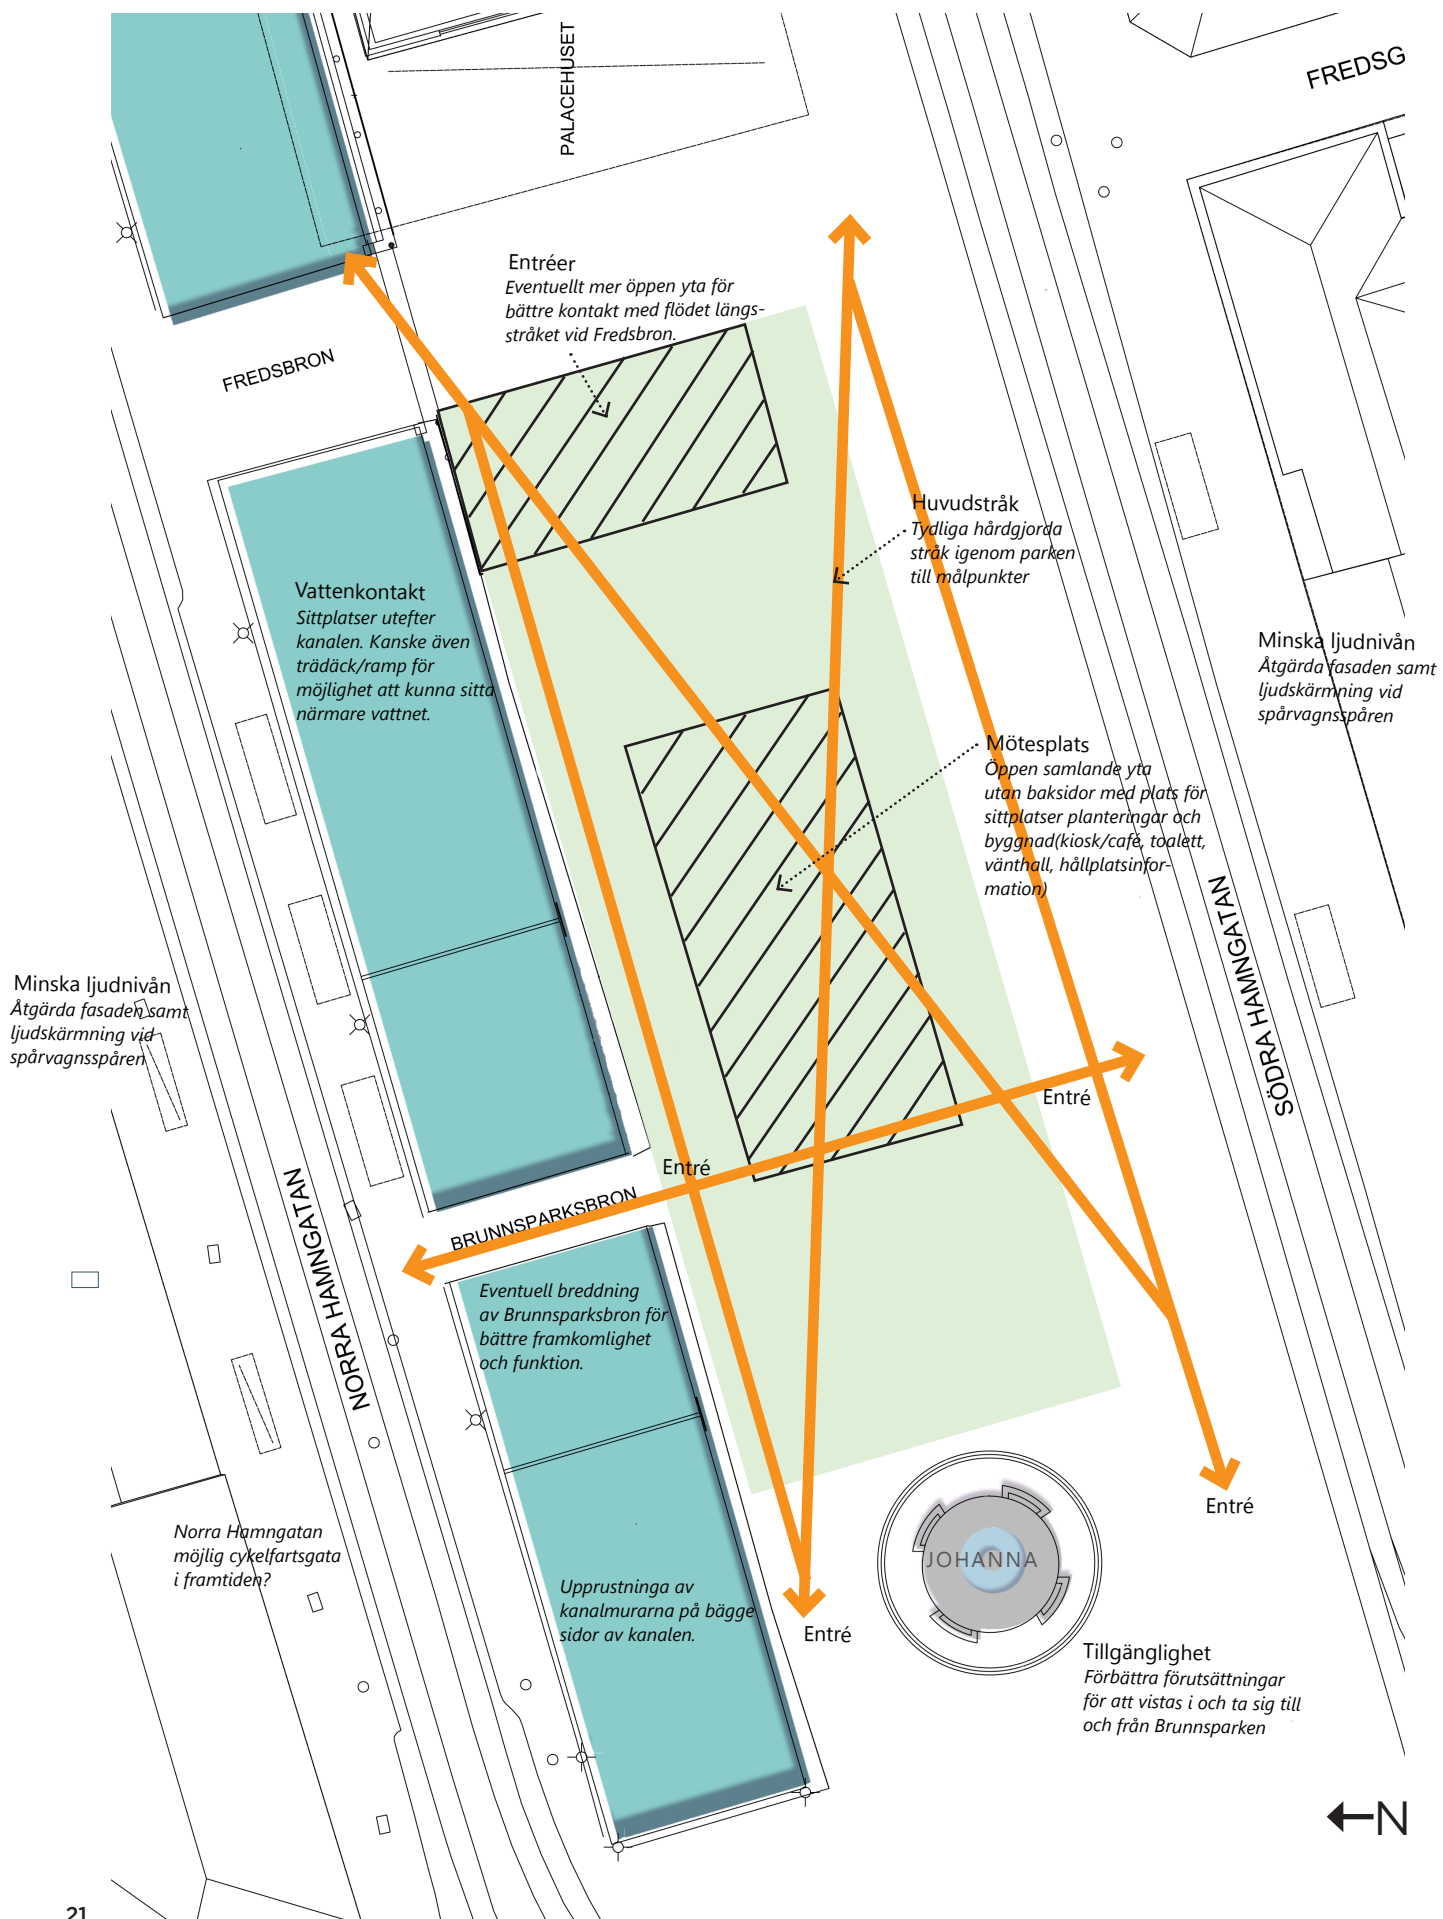 PALACEHUSET
FREDSG
Entréer
Eventuellt mer öppen yta för
bättre kontakt med flödet längs-
stråket vid Fredsbron.
FREDSBRON
Huvudstråk
Tydliga hårdgjorda
stråk igenom parken
till målpunkter
Vattenkontakt
Sittplatser utefter
kanalen. Kanske även
trädäck/ramp för
möjlighet att kunna sitta
närmare vattnet.
Minska ljudnivån
Åtgärda fasaden samt
ljudskärmning vid
spårvagnsspåren
Mötesplats
Öppen samlande yta
utan baksidor med plats för
sittplatser planteringar och
byggnad(kiosk/café, toalett,
vänthall, hållplatsinfor-
mation)
SÖDRA HAMNGATAN
Minska ljudnivån
Åtgärda fasaden samt
ljudskärmning vid
spårvagnsspåren
Entré
Entré
NORRA HAMNGATAN
BRUNNSPARKSBRON
Eventuell breddning
av Brunnsparksbron för
bättre framkomlighet
och funktion.
Entré
Norra Hamngatan
möjlig cykelfartsgata
i framtiden?
JOHANNA
Upprustninga av
kanalmurarna på bägge
sidor av kanalen.
Entré
Tillgänglighet
Förbättra förutsättningar
för att vistas i och ta sig till
och från Brunnsparken
N
21